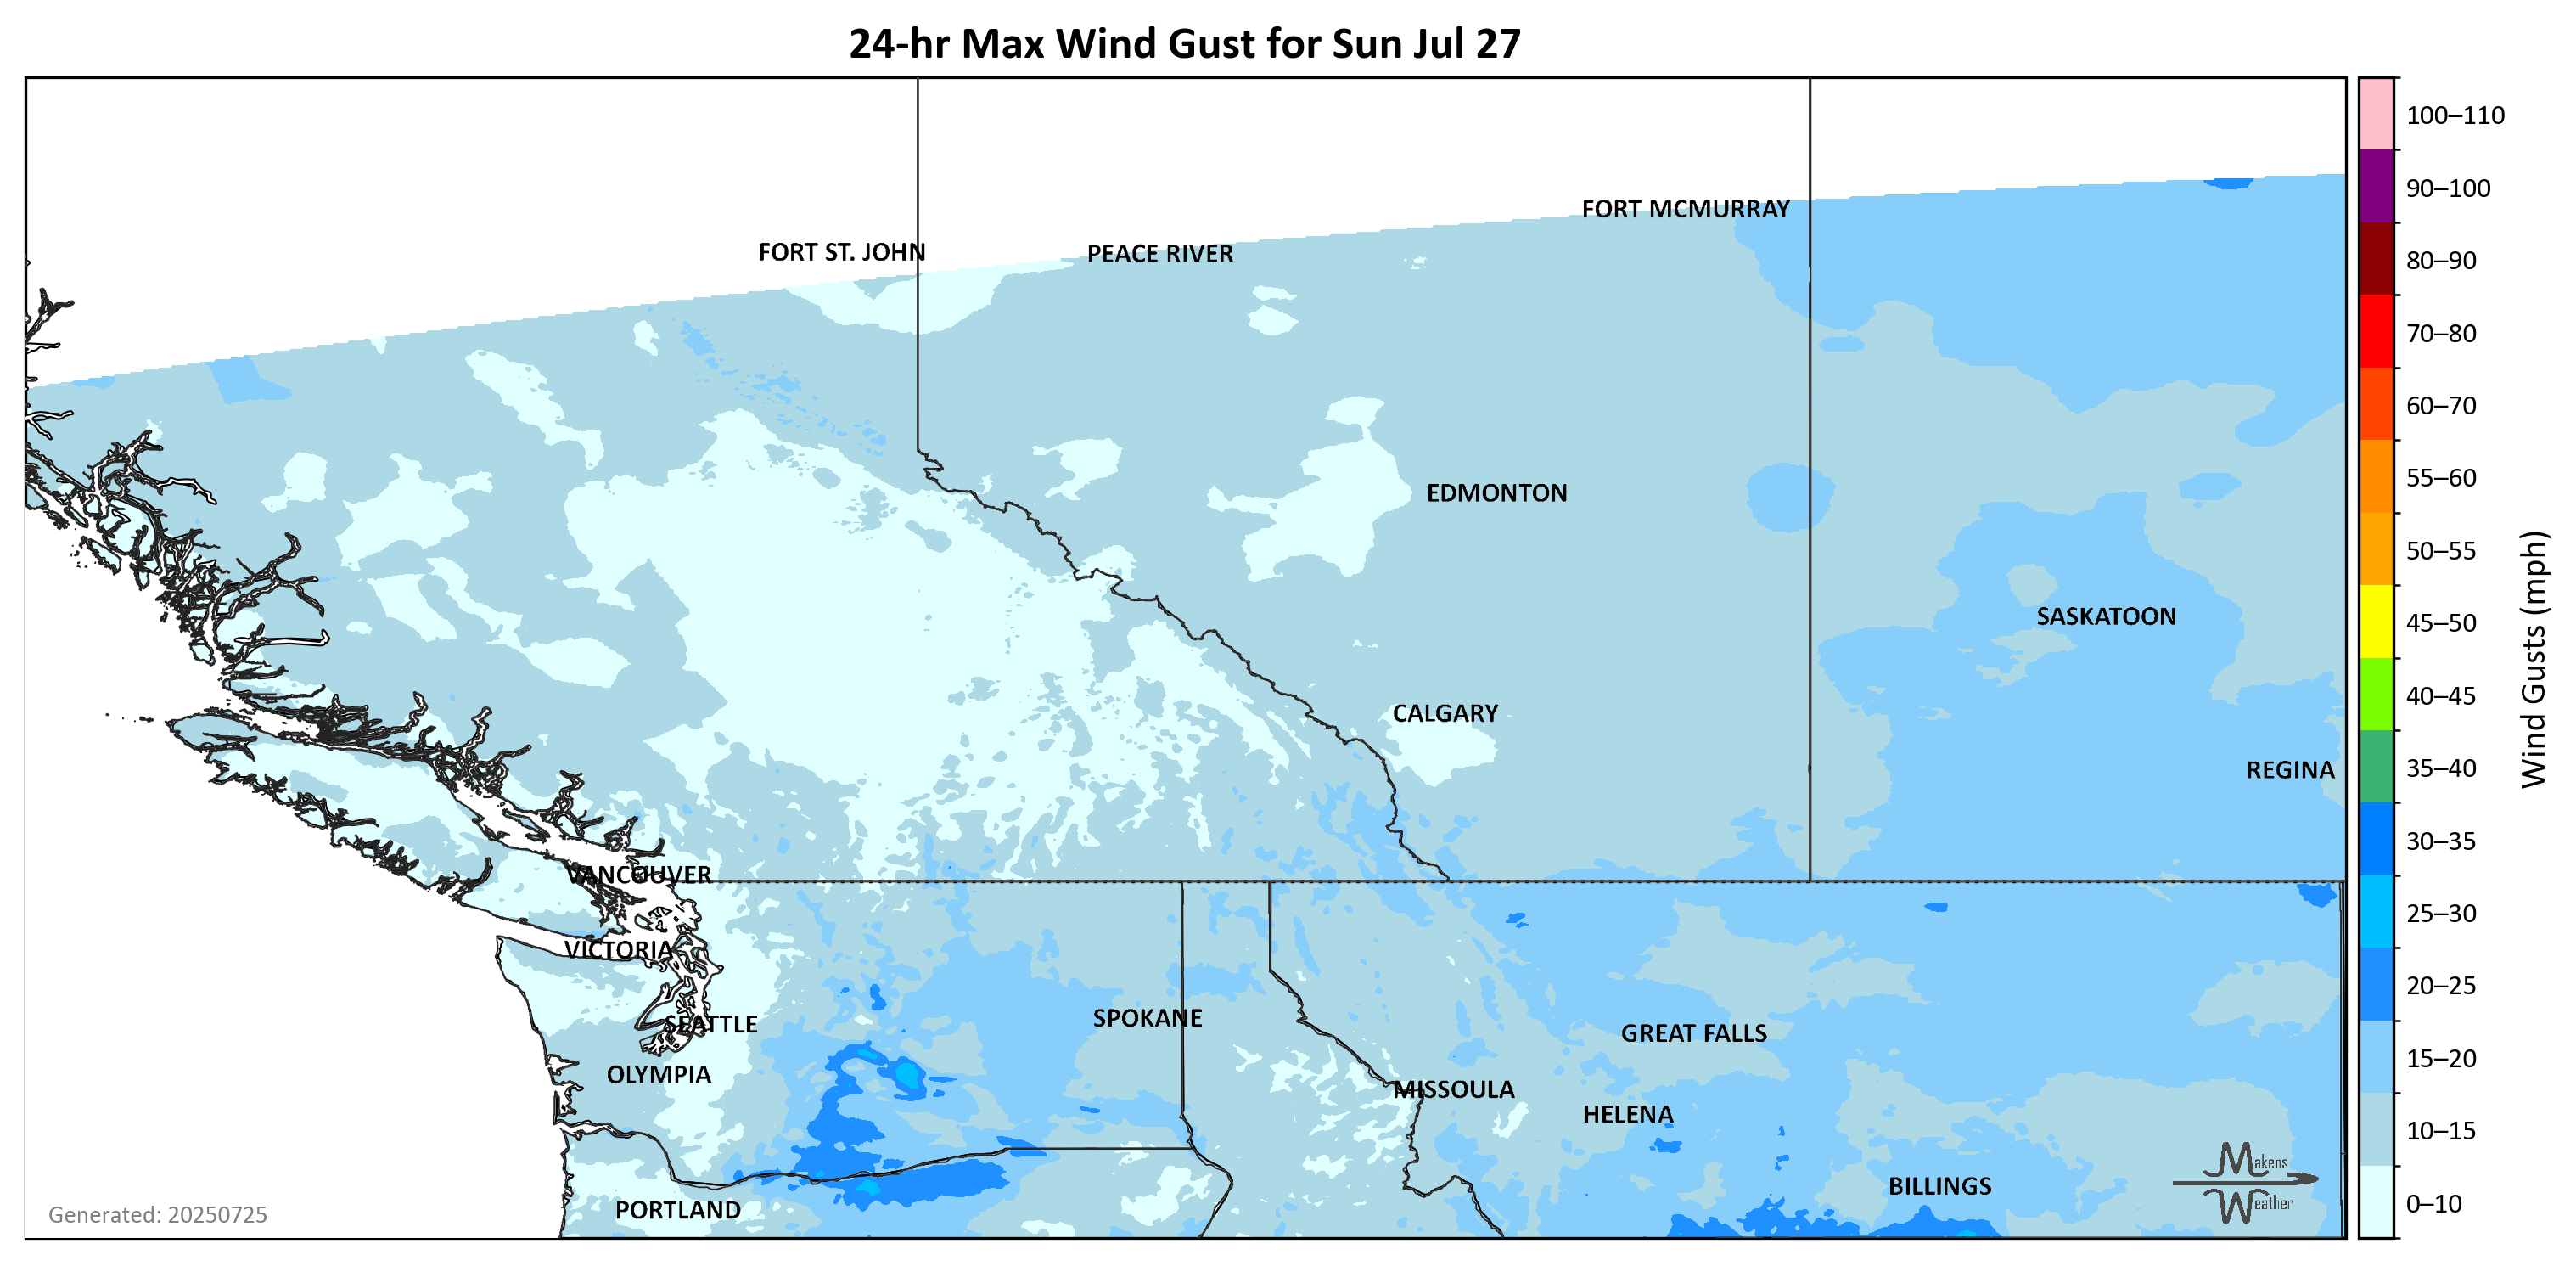 24-hr Max Wind Gust for Sun Jul 27
100–110
90–100
80–90
70–80
60–70
55–60
50–55
45–50
40–45
35–40
30–35
25–30
20–25
15–20
10–15
0–10
Wind Gusts (mph)
FORT MCMURRAY
FORT ST. JOHN
PEACE RIVER
EDMONTON
SASKATOON
CALGARY
REGINA
VANCOUVER
VICTORIA
SPOKANE
SEATTLE
GREAT FALLS
OLYMPIA
MISSOULA
HELENA
BILLINGS
PORTLAND
Makens
Weather
Generated: 20250725